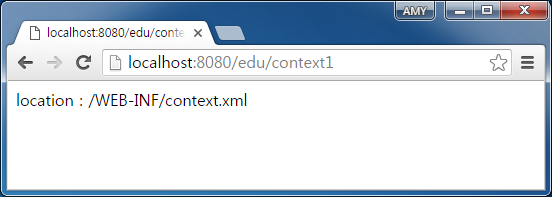 AMY
localhost:8080/edu/conte
localhost:8080/edu/context1
location : /WEB-INF/context.xml